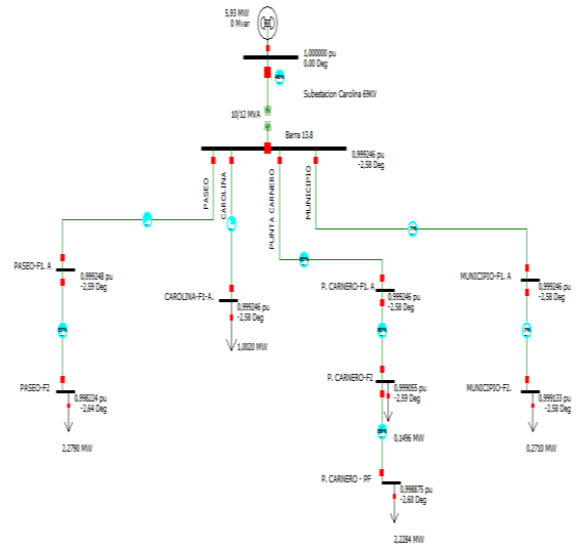 5,93 MW
0 Mvar
1,000000 pu
0,00 Deg
Subestacion Carolina 69KV
10/12 MVA
Barra 13,8
0,999246 pu
-2,58 Deg
PASEO
CAROLINA
PUNTA CARNERO
MUNICIPIO
PASEO-F1. A
0,999248 pu
-2,59 Deg
CAROLINA-F1-A.
0,999246 pu
-2,58 Deg
1,0020 MW
P. CARNERO-F1. A
0,999246 pu
-2,58 Deg
MUNICIPIO-F1. A
0,999246 pu
-2,58 Deg
PASEO-F2
0,998224 pu
-2,64 Deg
2,2790 MW
P. CARNERO-F2
0,999055 pu
-2,59 Deg
0,1496 MW
MUNICIPIO-F2.
0,999133 pu
-2,58 Deg
0,2710 MW
P. CARNERO - PF
0,998875 pu
-2,60 Deg
2,2284 MW